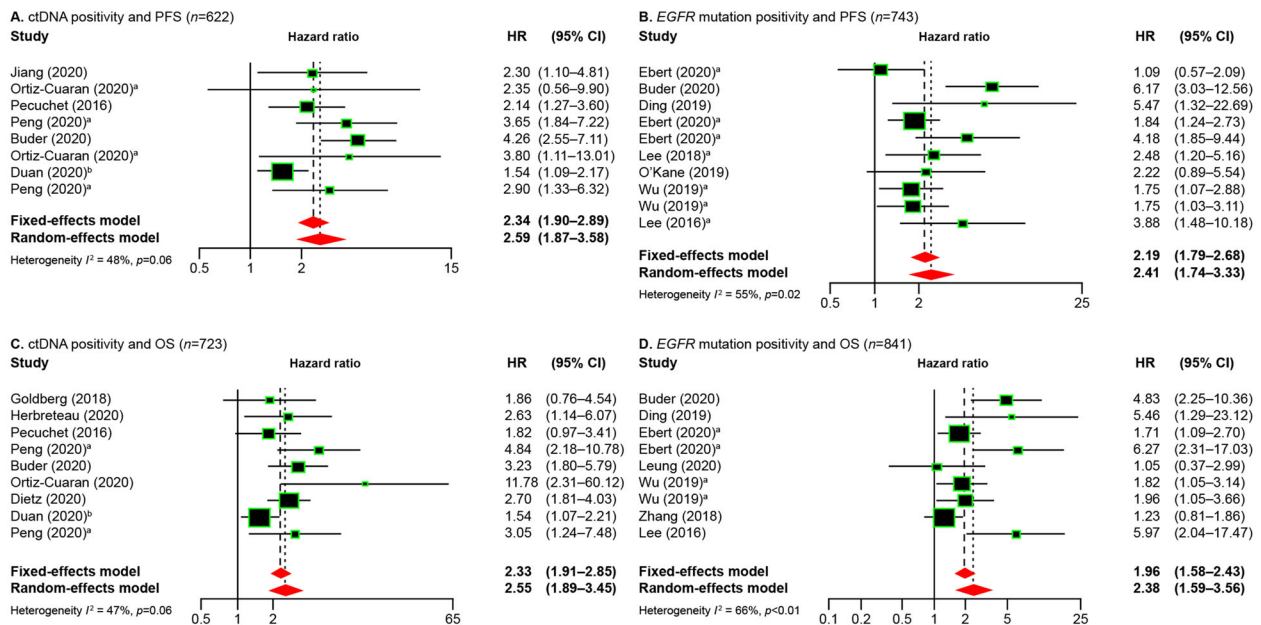 A. ctDNA positivity and PFS (n=622)
Study Hazard ratio HR (95% CI)
Jiang (2020) 2.30 (1.10–4.81)
Ortiz-Cuaran (2020)ª 2.35 (0.56–9.90)
Pecuchet (2016) 2.14 (1.27–3.60)
Peng (2020)ª 3.65 (1.84–7.22)
Buder (2020) 4.26 (2.55–7.11)
Ortiz-Cuaran (2020)ª 3.80 (1.11–13.01)
Duan (2020)ᵇ 1.54 (1.09–2.17)
Peng (2020)ª 2.90 (1.33–6.32)
Fixed-effects model 2.34 (1.90–2.89)
Random-effects model 2.59 (1.87–3.58)
Heterogeneity I² = 48%, p=0.06
0.5 1 2 15
B. EGFR mutation positivity and PFS (n=743)
Study Hazard ratio HR (95% CI)
Ebert (2020)ª 1.09 (0.57–2.09)
Buder (2020) 6.17 (3.03–12.56)
Ding (2019) 5.47 (1.32–22.69)
Ebert (2020)ª 1.84 (1.24–2.73)
Ebert (2020)ª 4.18 (1.85–9.44)
Lee (2018)ª 2.48 (1.20–5.16)
O'Kane (2019) 2.22 (0.89–5.54)
Wu (2019)ª 1.75 (1.07–2.88)
Wu (2019)ª 1.75 (1.03–3.11)
Lee (2016)ª 3.88 (1.48–10.18)
Fixed-effects model 2.19 (1.79–2.68)
Random-effects model 2.41 (1.74–3.33)
Heterogeneity I² = 55%, p=0.02
0.5 1 2 25
C. ctDNA positivity and OS (n=723)
Study Hazard ratio HR (95% CI)
Goldberg (2018) 1.86 (0.76–4.54)
Herbreteau (2020) 2.63 (1.14–6.07)
Pecuchet (2016) 1.82 (0.97–3.41)
Peng (2020)ª 4.84 (2.18–10.78)
Buder (2020) 3.23 (1.80–5.79)
Ortiz-Cuaran (2020) 11.78 (2.31–60.12)
Dietz (2020) 2.70 (1.81–4.03)
Duan (2020)ᵇ 1.54 (1.07–2.21)
Peng (2020)ª 3.05 (1.24–7.48)
Fixed-effects model 2.33 (1.91–2.85)
Random-effects model 2.55 (1.89–3.45)
Heterogeneity I² = 47%, p=0.06
0.5 1 2 65
D. EGFR mutation positivity and OS (n=841)
Study Hazard ratio HR (95% CI)
Buder (2020) 4.83 (2.25–10.36)
Ding (2019) 5.46 (1.29–23.12)
Ebert (2020)ª 1.71 (1.09–2.70)
Ebert (2020)ª 6.27 (2.31–17.03)
Leung (2020) 1.05 (0.37–2.99)
Wu (2019)ª 1.82 (1.05–3.14)
Wu (2019)ª 1.96 (1.05–3.66)
Zhang (2018) 1.23 (0.81–1.86)
Lee (2016) 5.97 (2.04–17.47)
Fixed-effects model 1.96 (1.58–2.43)
Random-effects model 2.38 (1.59–3.56)
Heterogeneity I² = 66%, p<0.01
0.1 0.2 0.5 1 2 5 25